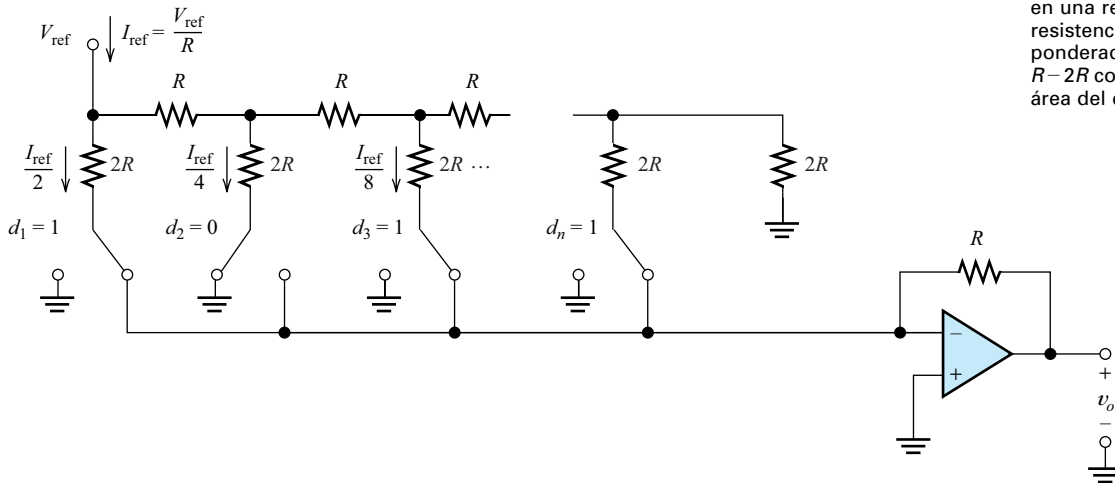 en una re
resistenc
ponderac
R−2R co
área del
V_ref
I_ref = V_ref / R
R
R
R
I_ref / 2
2R
I_ref / 4
2R
I_ref / 8
2R ...
2R
2R
d_1 = 1
d_2 = 0
d_3 = 1
d_n = 1
R
−
+
+
v_o
−